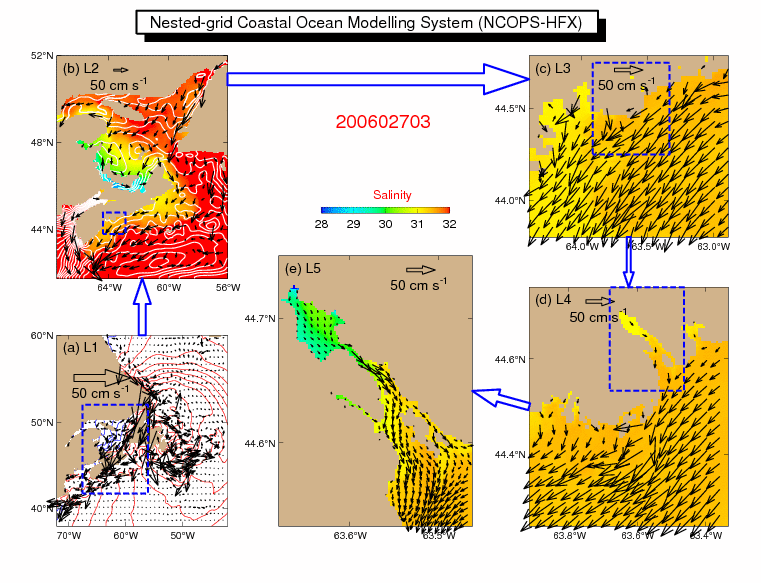 Nested-grid Coastal Ocean Modelling System (NCOPS-HFX)
52°N
(b) L2
50 cm s⁻¹
48°N
44°N
64°W 60°W 56°W
200602703
Salinity
28 29 30 31 32
(c) L3
50 cm s⁻¹
44.5°N
44.0°N
64.0°W 63.5°W 63.0°W
(e) L5
50 cm s⁻¹
44.7°N
44.6°N
63.6°W 63.5°W
(d) L4
50 cm s⁻¹
44.6°N
44.4°N
63.8°W 63.6°W 63.4°W
60°N
(a) L1
50 cm s⁻¹
50°N
40°N
70°W 60°W 50°W